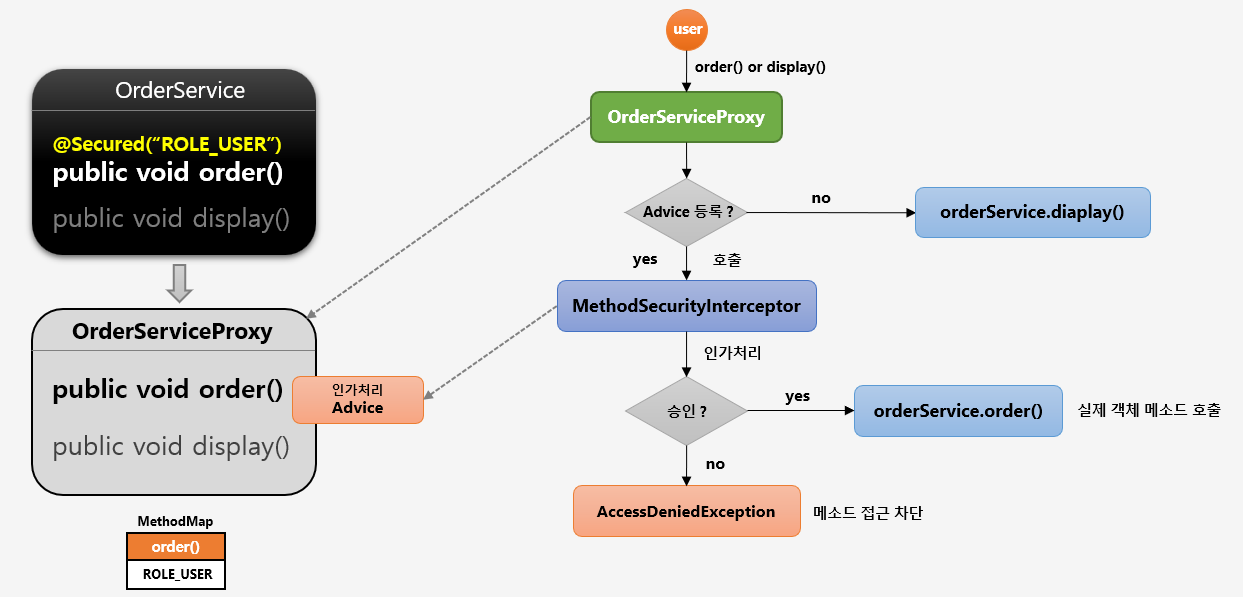 OrderService
@Secured(“ROLE_USER”)
public void order()
public void display()
OrderServiceProxy
public void order()
인가처리
Advice
public void display()
MethodMap
order()
ROLE_USER
user
order() or display()
OrderServiceProxy
Advice 등록 ?
no
orderService.diaplay()
yes
호출
MethodSecurityInterceptor
인가처리
승인 ?
yes
orderService.order()
실제 객체 메소드 호출
no
AccessDeniedException
메소드 접근 차단